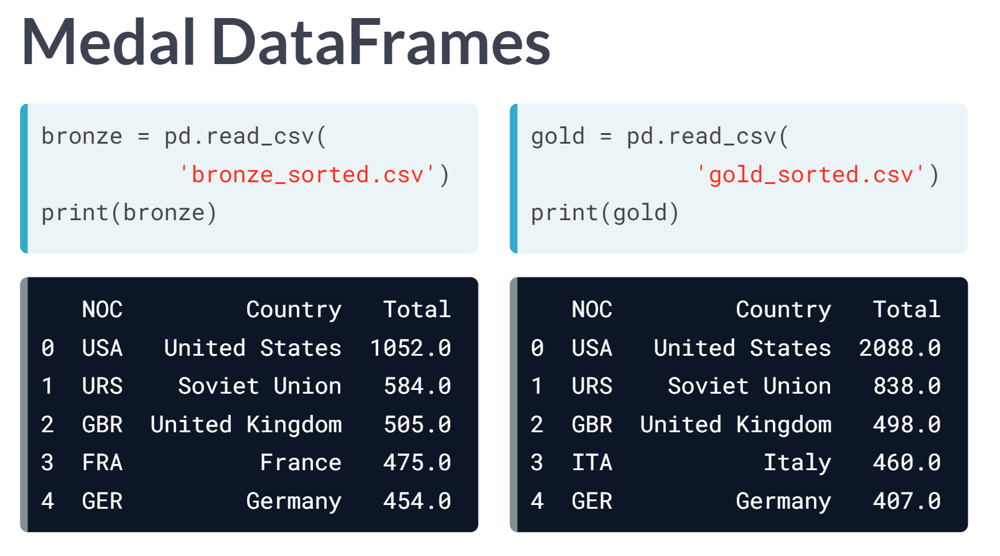 Medal DataFrames
bronze = pd.read_csv(
'bronze_sorted.csv')
print(bronze)
NOC Country Total
0 USA United States 1052.0
1 URS Soviet Union 584.0
2 GBR United Kingdom 505.0
3 FRA France 475.0
4 GER Germany 454.0
gold = pd.read_csv(
'gold_sorted.csv')
print(gold)
NOC Country Total
0 USA United States 2088.0
1 URS Soviet Union 838.0
2 GBR United Kingdom 498.0
3 ITA Italy 460.0
4 GER Germany 407.0